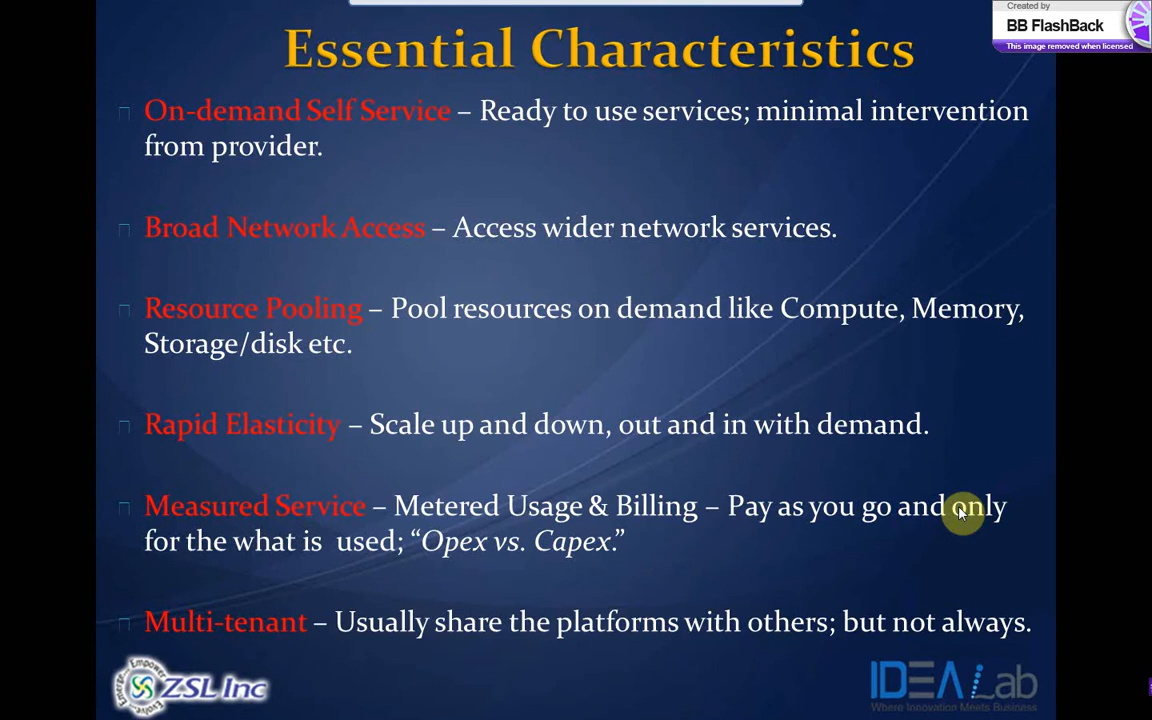 Created by
BB FlashBack
This image removed when licensed
Essential Characteristics
On-demand Self Service – Ready to use services; minimal intervention
from provider.
Broad Network Access – Access wider network services.
Resource Pooling – Pool resources on demand like Compute, Memory,
Storage/disk etc.
Rapid Elasticity – Scale up and down, out and in with demand.
Measured Service – Metered Usage & Billing – Pay as you go and only
for the what is used; “Opex vs. Capex.”
Multi-tenant – Usually share the platforms with others; but not always.
Emerge. Empower. Evolve.
ZSL Inc
IDEA Lab
Where Innovation Meets Business